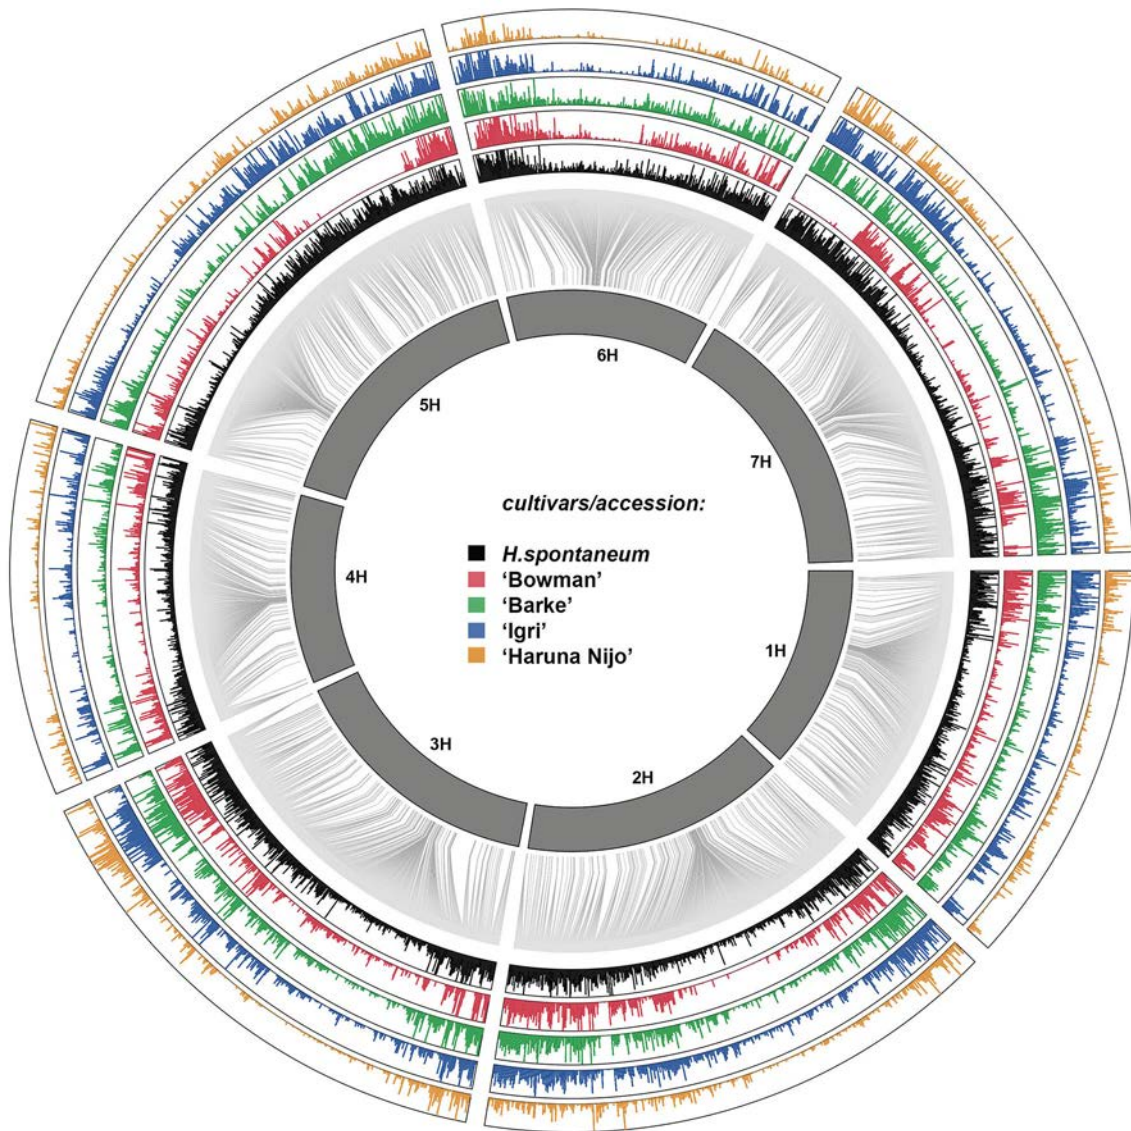 6H
5H
7H
cultivars/accession:
H.spontaneum
‘Bowman’
‘Barke’
‘Igri’
‘Haruna Nijo’
4H
1H
3H
2H